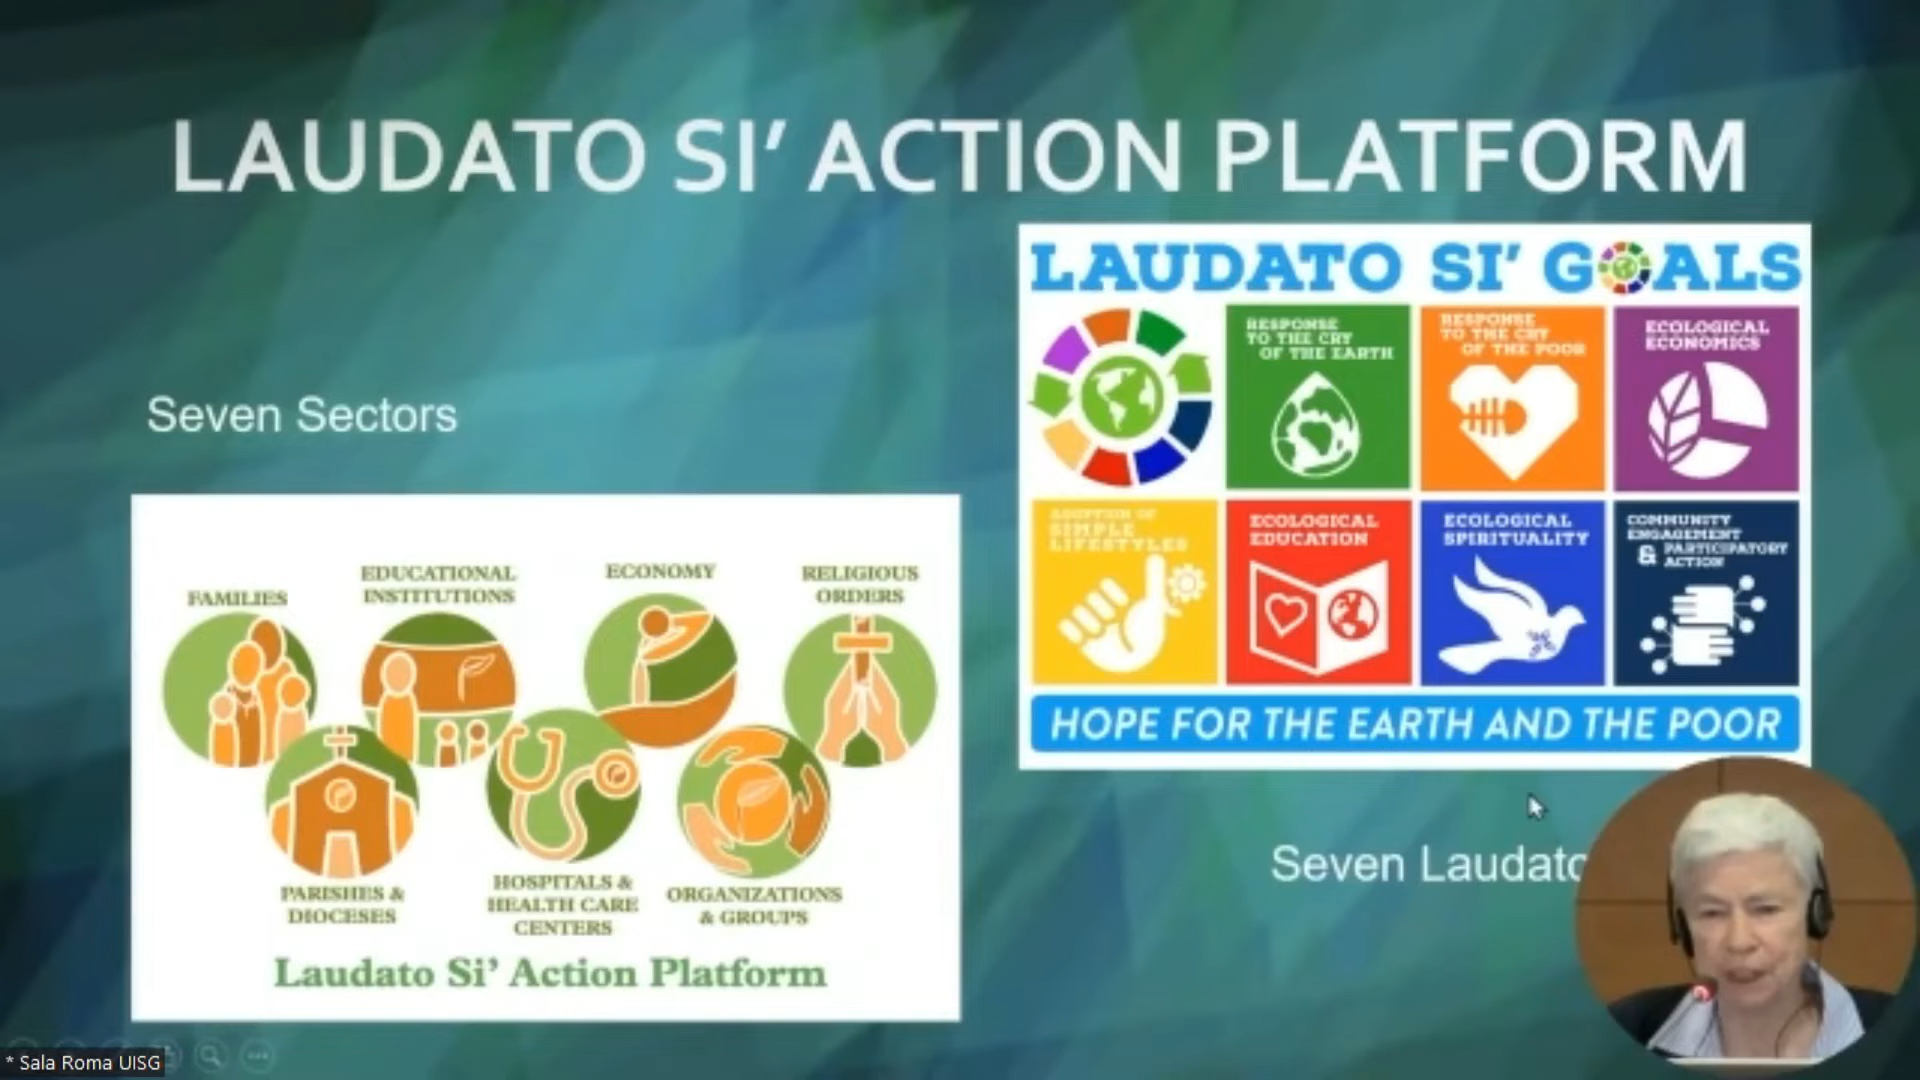 LAUDATO SI’ ACTION PLATFORM
Seven Sectors
FAMILIES
EDUCATIONAL
INSTITUTIONS
ECONOMY
RELIGIOUS
ORDERS
PARISHES &
DIOCESES
HOSPITALS &
HEALTH CARE
CENTERS
ORGANIZATIONS
& GROUPS
Laudato Si’ Action Platform
LAUDATO SI’ GOALS
RESPONSE
TO THE CRY
OF THE EARTH
RESPONSE
TO THE CRY
OF THE POOR
ECOLOGICAL
ECONOMICS
ADOPTION OF
SIMPLE
LIFESTYLES
ECOLOGICAL
EDUCATION
ECOLOGICAL
SPIRITUALITY
COMMUNITY
ENGAGEMENT
& PARTICIPATORY
ACTION
HOPE FOR THE EARTH AND THE POOR
Seven Laudato
* Sala Roma UISG